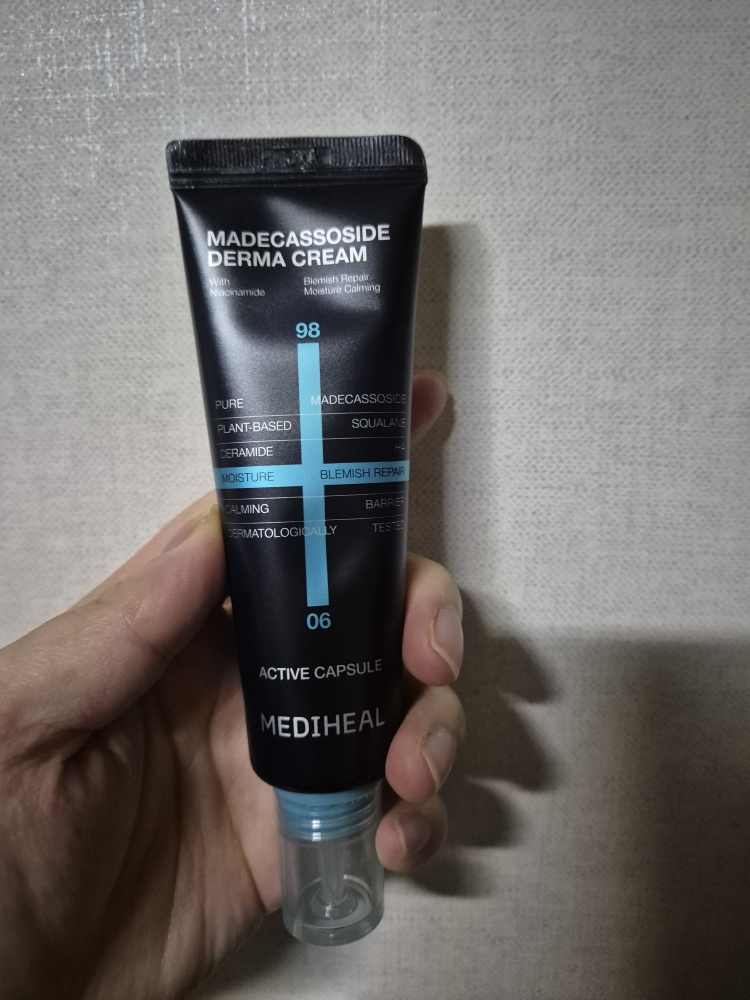 MADECASSOSIDE
DERMA CREAM
With Blemish Repair
Niacinamide Moisture Calming
98
PURE MADECASSOSIDE
PLANT-BASED SQUALANE
CERAMIDE
MOISTURE BLEMISH REPAIR
CALMING BARRIER
DERMATOLOGICALLY TESTED
06
ACTIVE CAPSULE
MEDIHEAL